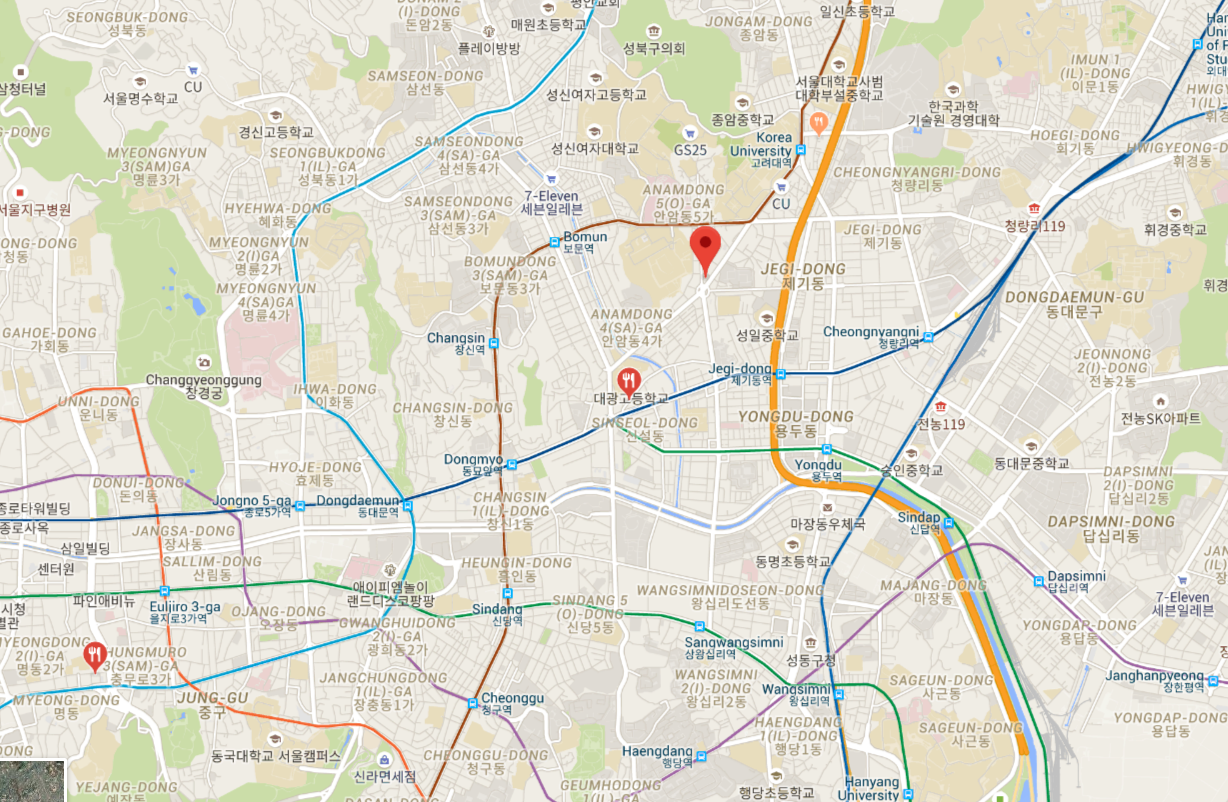 SEONGBUK-DONG
성북동
(I)-DONG
돈암2동
매원초등학교
플레이방방
성북구의회
JONGAM-DONG
종암동
일신초등학교
삼청터널
CU
서울명수학교
SAMSEON-DONG
삼선동
성신여자고등학교
서울대학교사범
대학부설중학교
IMUN 1
(IL)-DONG
이문1동
한국과학
기술원 경영대학
경신고등학교
종암중학교
Korea
University
고려대역
GS25
성신여자대학교
HOEGI-DONG
회기동
HWIGYEONG-DONG
휘경동
MYEONGNYUN
3(SAM)-GA
명륜3가
SEONGBUKDONG
1(IL)-GA
성북동1가
SAMSEONDONG
4(SA)-GA
삼선동4가
CHEONGNYANGRI-DONG
청량리동
7-Eleven
세븐일레븐
ANAMDONG
5(O)-GA
안암동5가
CU
서울지구병원
HYEHWA-DONG
혜화동
SAMSEONDONG
3(SAM)-GA
삼선동3가
청량리119
휘경중학교
MYEONGNYUN
2(I)GA
명륜2가
Bomun
보문역
JEGI-DONG
제기동
MYEONGNYUN
4(SA)GA
명륜4가
BOMUNDONG
3(SAM)-GA
보문동3가
JEGI-DONG
제기동
DONGDAEMUN-GU
동대문구
GAHOE-DONG
가회동
Changsin
창신역
ANAMDONG
4(SA)-GA
안암동4가
성일중학교
Cheongnyangni
청량리역
JEONNONG
2(I)-DONG
전농2동
Changgyeonggung
창경궁
IHWA-DONG
이화동
Jegi-dong
제기동역
대광고등학교
UNNI-DONG
운니동
CHANGSIN-DONG
창신동
SINSEOL-DONG
신설동
YONGDU-DONG
용두동
전농119
전농SK아파트
HYOJE-DONG
효제동
Dongmyo
동묘앞역
Yongdu
용두역
숭인중학교
동대문중학교
DONUI-DONG
돈의동
DAPSIMNI
2(I)-DONG
답십리2동
Jongno 5-ga
종로5가역
Dongdaemun
동대문역
CHANGSIN
1(IL)DONG
창신1동
종로타워빌딩
종로사옥
마장동우체국
Sindap
신답역
DAPSIMNI-DONG
답십리동
JANGSA-DONG
장사동
삼일빌딩
센터원
SALLIM-DONG
산림동
HEUNGIN-DONG
흥인동
동명초등학교
Dapsimni
답십리역
파인애비뉴
애이피엠놀이
랜드디스코팡팡
WANGSIMNIDOSEON-DONG
왕십리도선동
MAJANG-DONG
마장동
7-Eleven
세븐일레븐
Euljiro 3-ga
을지로3가역
OJANG-DONG
오장동
Sindang
신당역
SINDANG 5
(O)-DONG
신당5동
GWANGHUIDONG
2(I)-GA
광희동2가
YONGDAP-DONG
용답동
2(I)-GA
명동2가
3(SAM)-GA
충무로3가
Sangwangsimni
상왕십리역
성동구청
JANGCHUNGDONG
1(IL)-GA
장충동1가
WANGSIMNI
2(I)-DONG
왕십리2동
Wangsimni
왕십리역
SAGEUN-DONG
사근동
Janghanpyeong
장한평역
MYEONG-DONG
명동
JUNG-GU
중구
Cheonggu
청구역
YONGDAP-DONG
용답동
HAENGDANG
1(IL)-DONG
행당1동
SAGEUN-DONG
사근동
동국대학교 서울캠퍼스
신라면세점
CHEONGGU-DONG
청구동
Haengdang
행당역
YEJANG-DONG
예장동
GEUMHODONG
행당초등학교
Hanyang
University